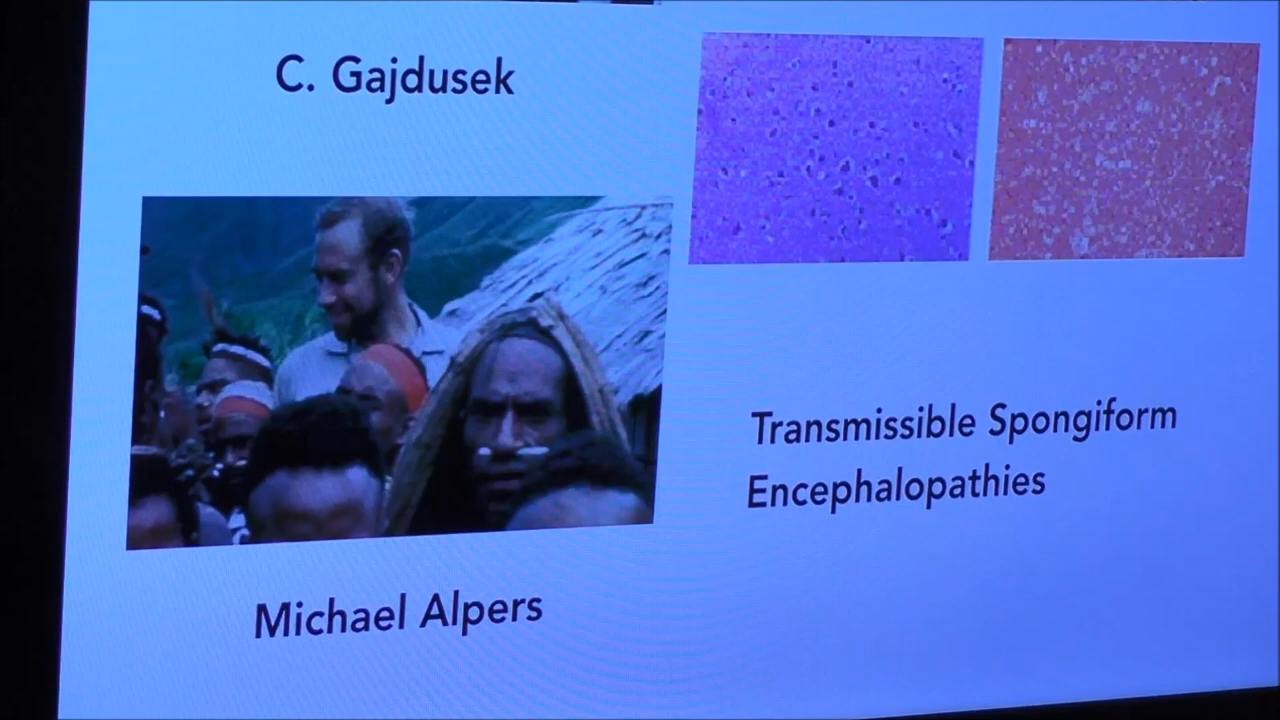 C. Gajdusek
Transmissible Spongiform
Encephalopathies
Michael Alpers